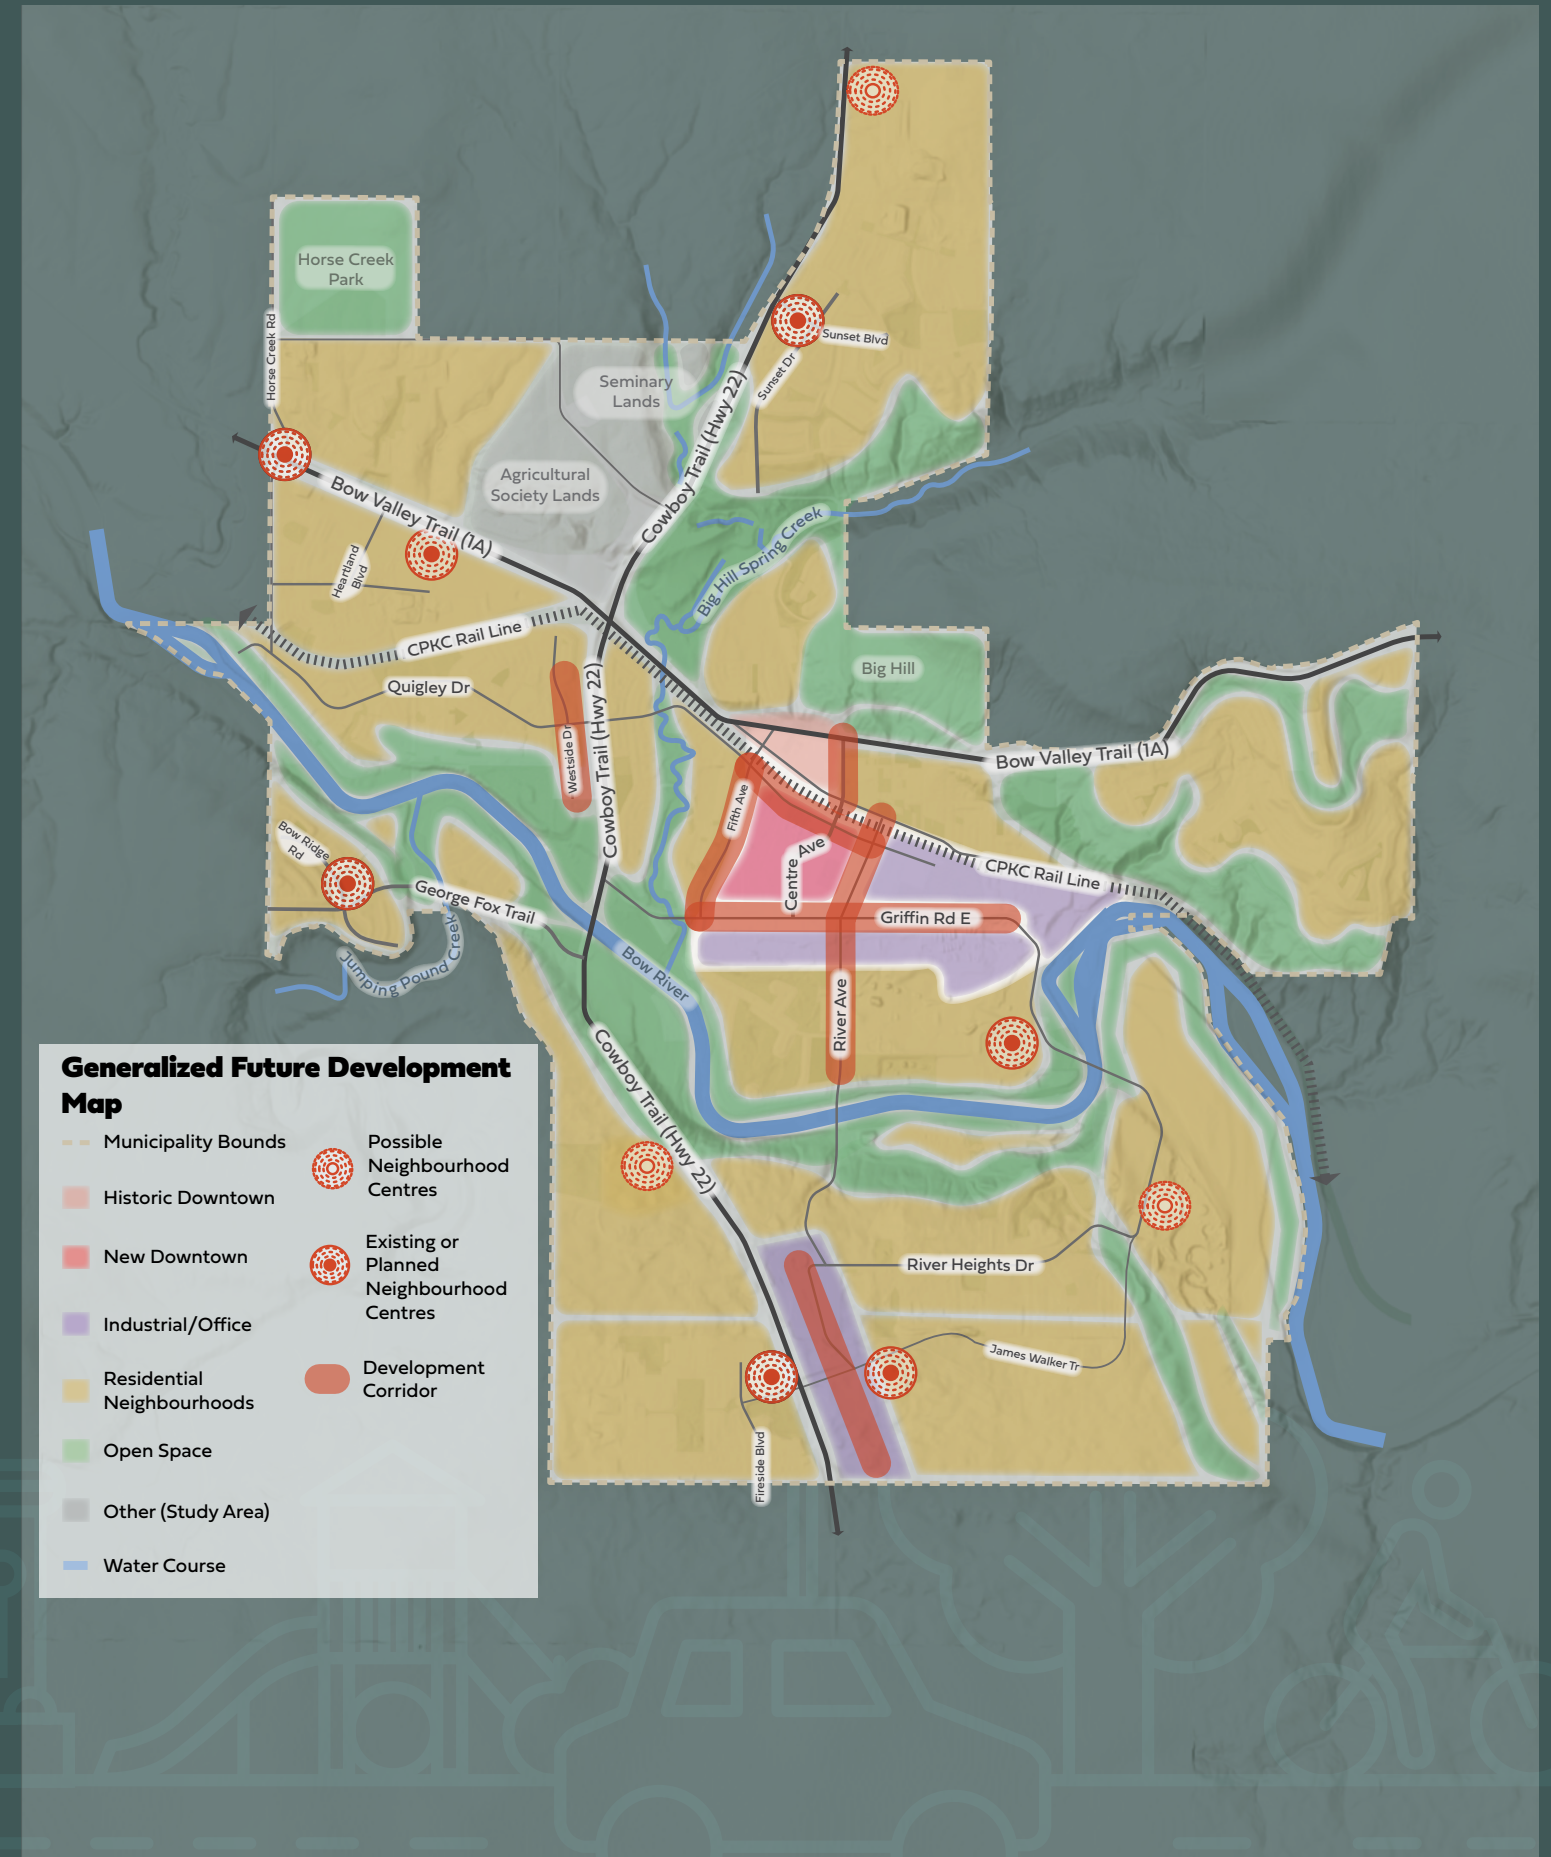 Horse Creek
Park
Horse Creek Rd
Sunset Blvd
Sunset Dr
Seminary
Lands
Agricultural
Society Lands
Cowboy Trail (Hwy 22)
Bow Valley Trail (1A)
Heartland
Blvd
Big Hill Spring Creek
CPKC Rail Line
Quigley Dr
Big Hill
Cowboy Trail (Hwy 22)
Westside Dr
Bow Valley Trail (1A)
Fifth Ave
Centre Ave
CPKC Rail Line
Bow Ridge
Rd
George Fox Trail
Griffin Rd E
Jumping Pound Creek
Bow River
River Ave
Cowboy Trail (Hwy 22)
River Heights Dr
James Walker Tr
Fireside Blvd
Generalized Future Development
Map
Municipality Bounds
Historic Downtown
New Downtown
Industrial/Office
Residential
Neighbourhoods
Open Space
Other (Study Area)
Water Course
Possible
Neighbourhood
Centres
Existing or
Planned
Neighbourhood
Centres
Development
Corridor